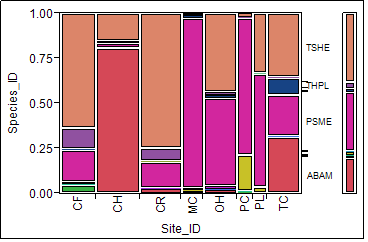 1.00
0.75
0.50
0.25
0.00
Species_ID
CF
CH
CR
MC
OH
PC
PL
TC
Site_ID
TSHE
THPL
PSME
ABAM